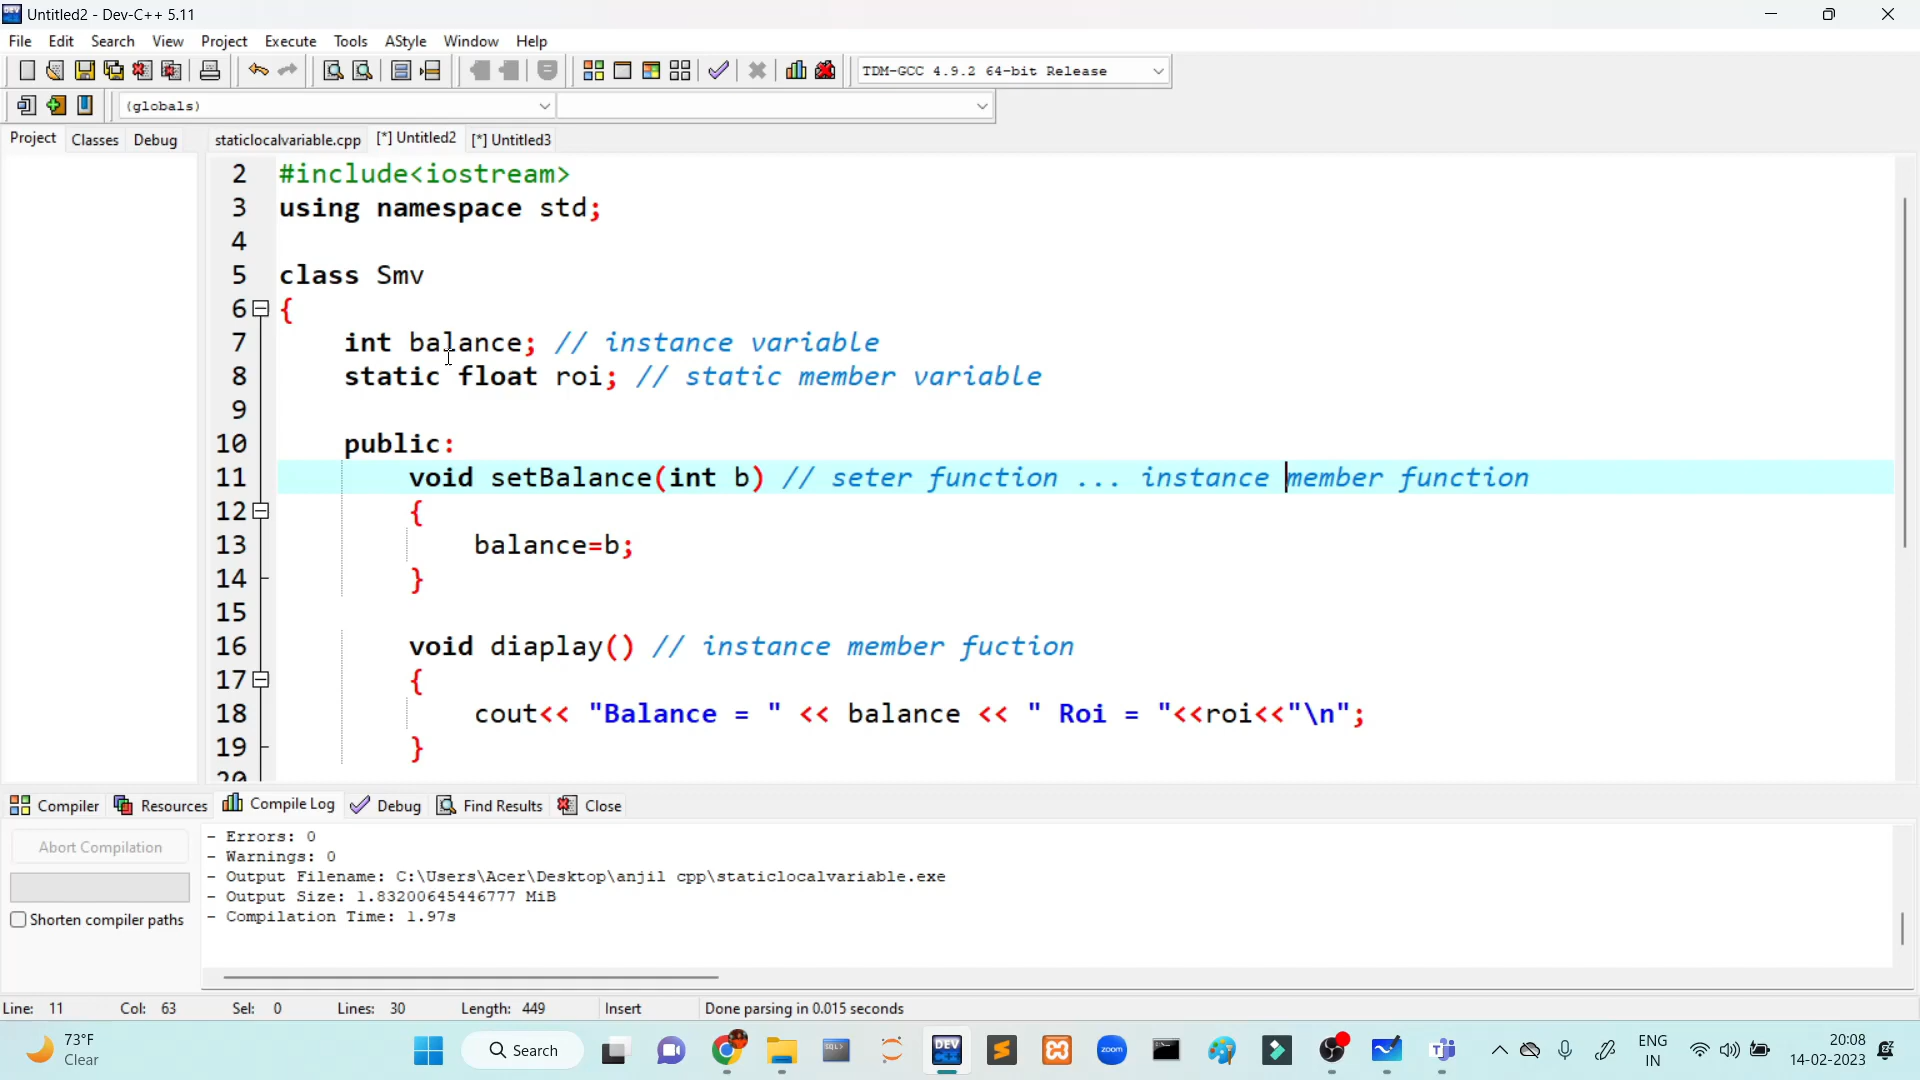 Untitled2 - Dev-C++ 5.11
File Edit Search View Project Execute Tools AStyle Window Help
TDM-GCC 4.9.2 64-bit Release
(globals)
Project Classes Debug staticlocalvariable.cpp [*] Untitled2 [*] Untitled3
2 #include<iostream>
3 using namespace std;
4
5 class Smv
6 {
7 int balance; // instance variable
8 static float roi; // static member variable
9
10 public:
11 void setBalance(int b) // seter function ... instance member function
12 {
13 balance=b;
14 }
15
16 void diaplay() // instance member fuction
17 {
18 cout<< "Balance = " << balance << " Roi = "<<roi<<"\n";
19 }
20
Compiler Resources Compile Log Debug Find Results Close
Abort Compilation
Shorten compiler paths
- Errors: 0
- Warnings: 0
- Output Filename: C:\Users\Acer\Desktop\anjil cpp\staticlocalvariable.exe
- Output Size: 1.83200645446777 MiB
- Compilation Time: 1.97s
Line: 11 Col: 63 Sel: 0 Lines: 30 Length: 449 Insert Done parsing in 0.015 seconds
73°F
Clear
Search
DEV
zoom
ENG
IN
20:08
14-02-2023